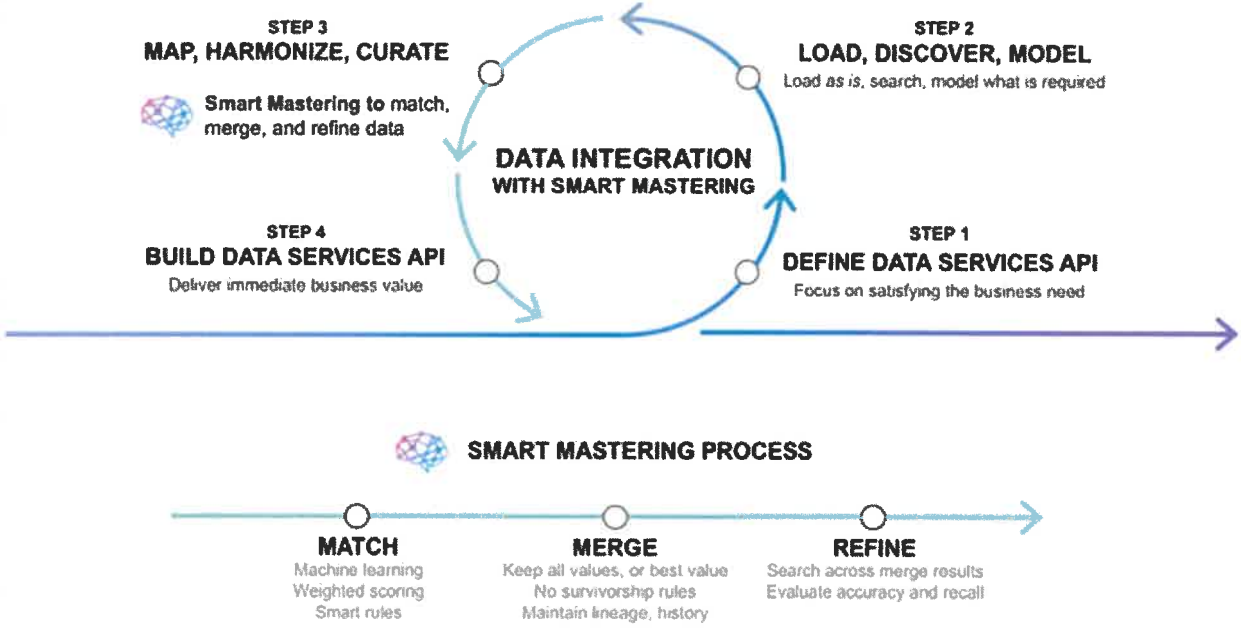 STEP 3
MAP, HARMONIZE, CURATE
Smart Mastering to match,
merge, and refine data
STEP 2
LOAD, DISCOVER, MODEL
Load as is, search, model what is required
DATA INTEGRATION
WITH SMART MASTERING
STEP 4
BUILD DATA SERVICES API
Deliver immediate business value
STEP 1
DEFINE DATA SERVICES API
Focus on satisfying the business need
SMART MASTERING PROCESS
MATCH
Machine learning
Weighted scoring
Smart rules
MERGE
Keep all values, or best value
No survivorship rules
Maintain lineage, history
REFINE
Search across merge results
Evaluate accuracy and recall